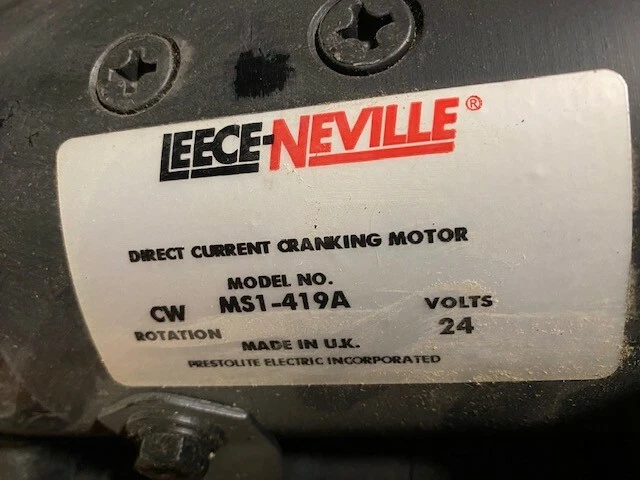 LEECE-NEVILLE®
DIRECT CURRENT CRANKING MOTOR
MODEL NO.
CW MS1-419A VOLTS
ROTATION 24
MADE IN U.K.
PRESTOLITE ELECTRIC INCORPORATED